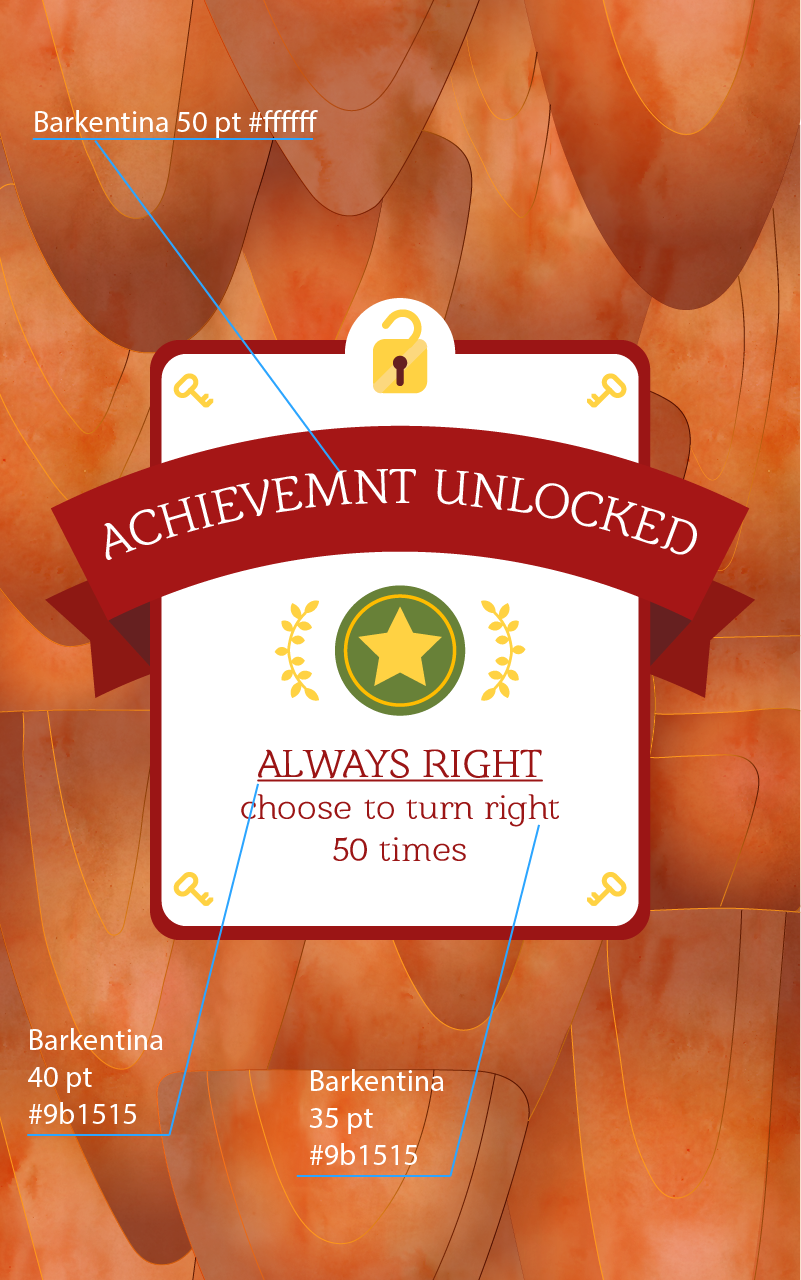 Barkentina 50 pt #ffffff
ACHIEVEMNT UNLOCKED
ALWAYS RIGHT
choose to turn right
50 times
Barkentina
40 pt
#9b1515
Barkentina
35 pt
#9b1515